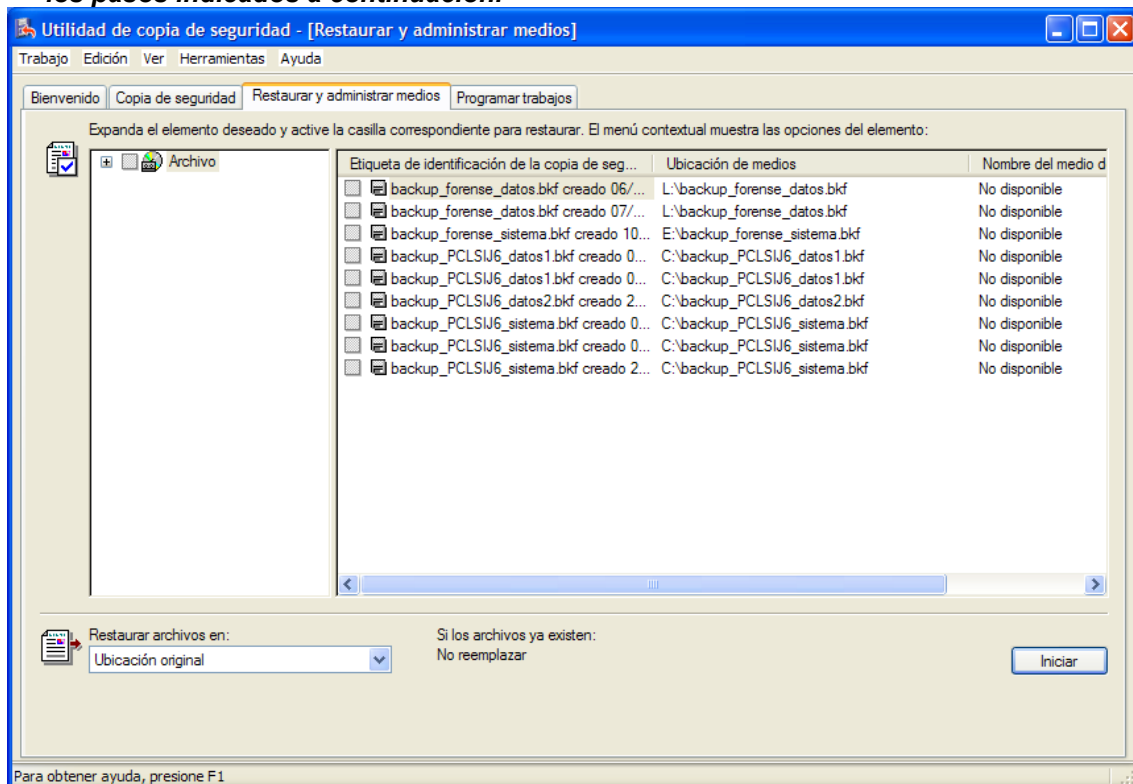 los pasos indicados a continuación:
Utilidad de copia de seguridad - [Restaurar y administrar medios]
Trabajo Edición Ver Herramientas Ayuda
Bienvenido Copia de seguridad Restaurar y administrar medios Programar trabajos
Expanda el elemento deseado y active la casilla correspondiente para restaurar. El menú contextual muestra las opciones del elemento:
Archivo
Etiqueta de identificación de la copia de seg... Ubicación de medios Nombre del medio d
backup_forense_datos.bkf creado 06/... L:\backup_forense_datos.bkf No disponible
backup_forense_datos.bkf creado 07/... L:\backup_forense_datos.bkf No disponible
backup_forense_sistema.bkf creado 10... E:\backup_forense_sistema.bkf No disponible
backup_PCLSIJ6_datos1.bkf creado 0... C:\backup_PCLSIJ6_datos1.bkf No disponible
backup_PCLSIJ6_datos1.bkf creado 0... C:\backup_PCLSIJ6_datos1.bkf No disponible
backup_PCLSIJ6_datos2.bkf creado 2... C:\backup_PCLSIJ6_datos2.bkf No disponible
backup_PCLSIJ6_sistema.bkf creado 0... C:\backup_PCLSIJ6_sistema.bkf No disponible
backup_PCLSIJ6_sistema.bkf creado 0... C:\backup_PCLSIJ6_sistema.bkf No disponible
backup_PCLSIJ6_sistema.bkf creado 2... C:\backup_PCLSIJ6_sistema.bkf No disponible
Restaurar archivos en:
Ubicación original
Si los archivos ya existen:
No reemplazar
Iniciar
Para obtener ayuda, presione F1